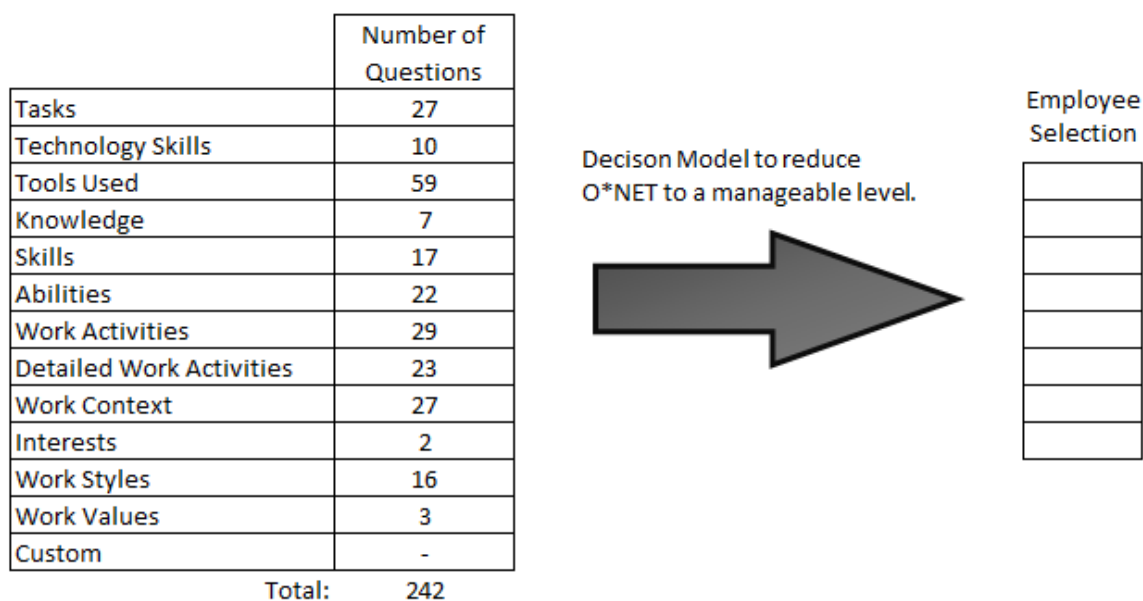 Number of
Questions
Tasks 27
Technology Skills 10
Tools Used 59
Knowledge 7
Skills 17
Abilities 22
Work Activities 29
Detailed Work Activities 23
Work Context 27
Interests 2
Work Styles 16
Work Values 3
Custom -
Total: 242
Decison Model to reduce
O*NET to a manageable level.
Employee
Selection